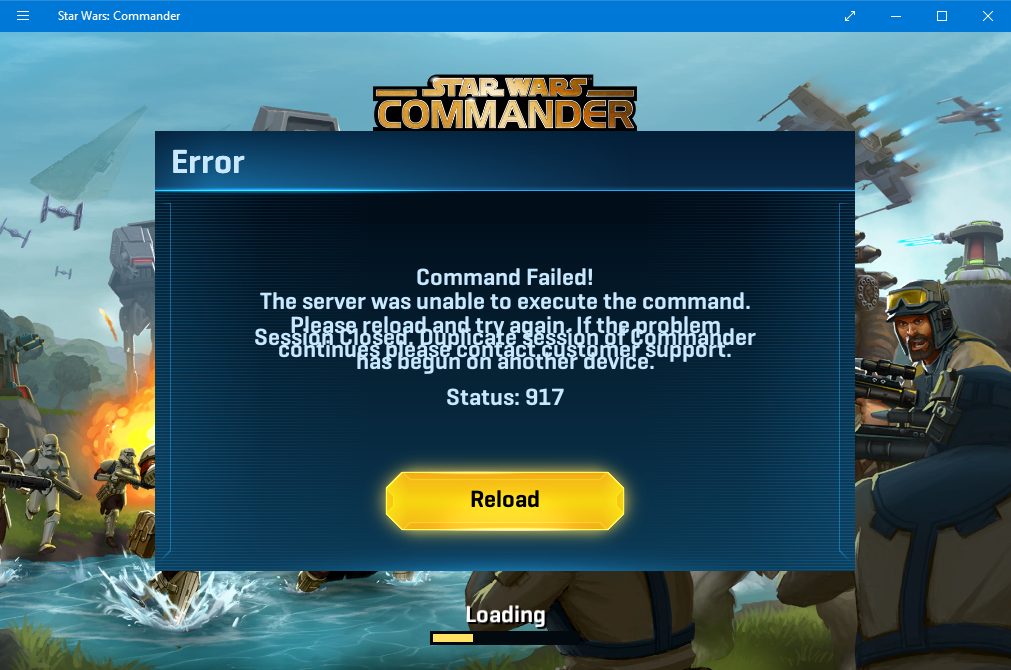 Star Wars: Commander
STAR WARS
COMMANDER
Error
Command Failed!
The server was unable to execute the command.
Please reload and try again. If the problem
Session Closed. Duplicate session of Commander
continues please contact customer support.
has begun on another device.
Status: 917
Reload
Loading